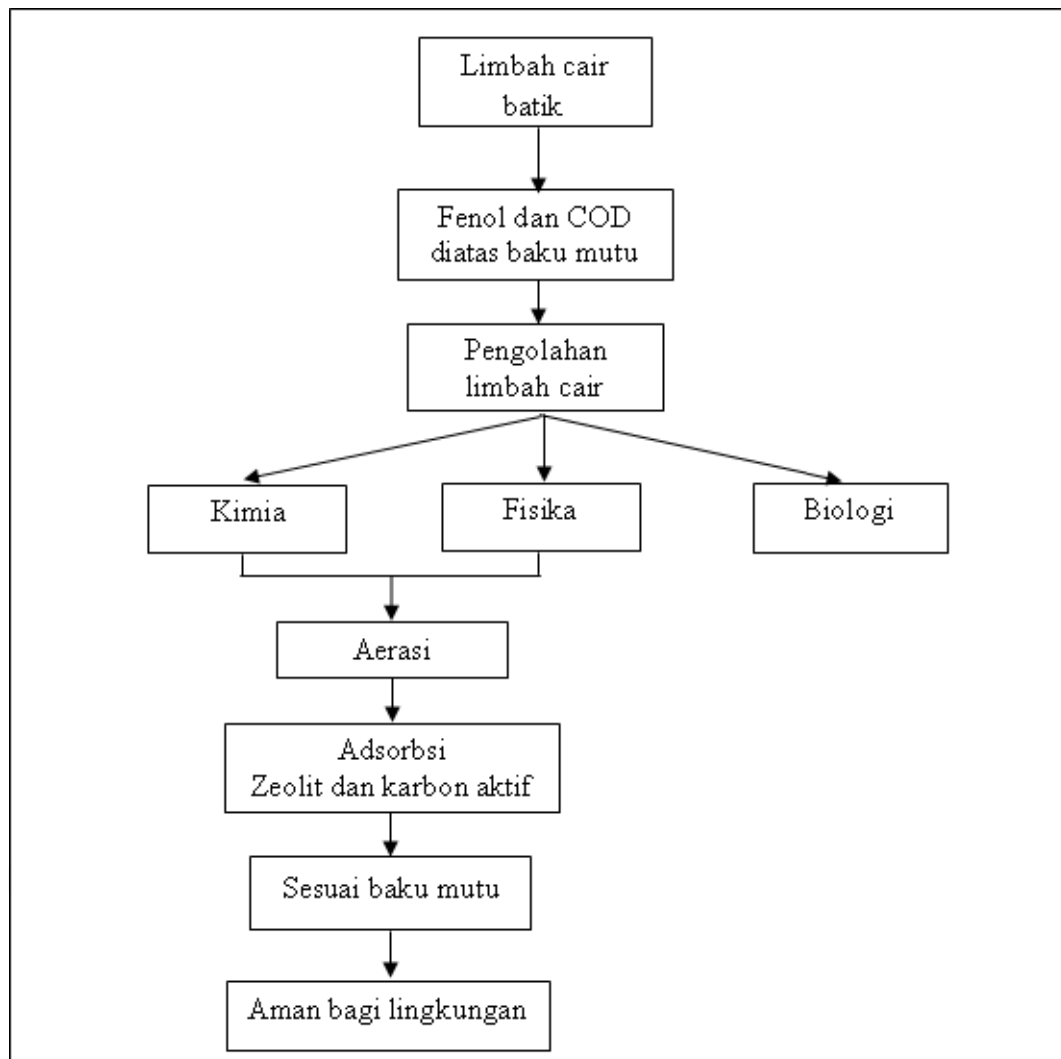 Limbah cair
batik
Fenol dan COD
diatas baku mutu
Pengolahan
limbah cair
Kimia
Fisika
Biologi
Aerasi
Adsorbsi
Zeolit dan karbon aktif
Sesuai baku mutu
Aman bagi lingkungan